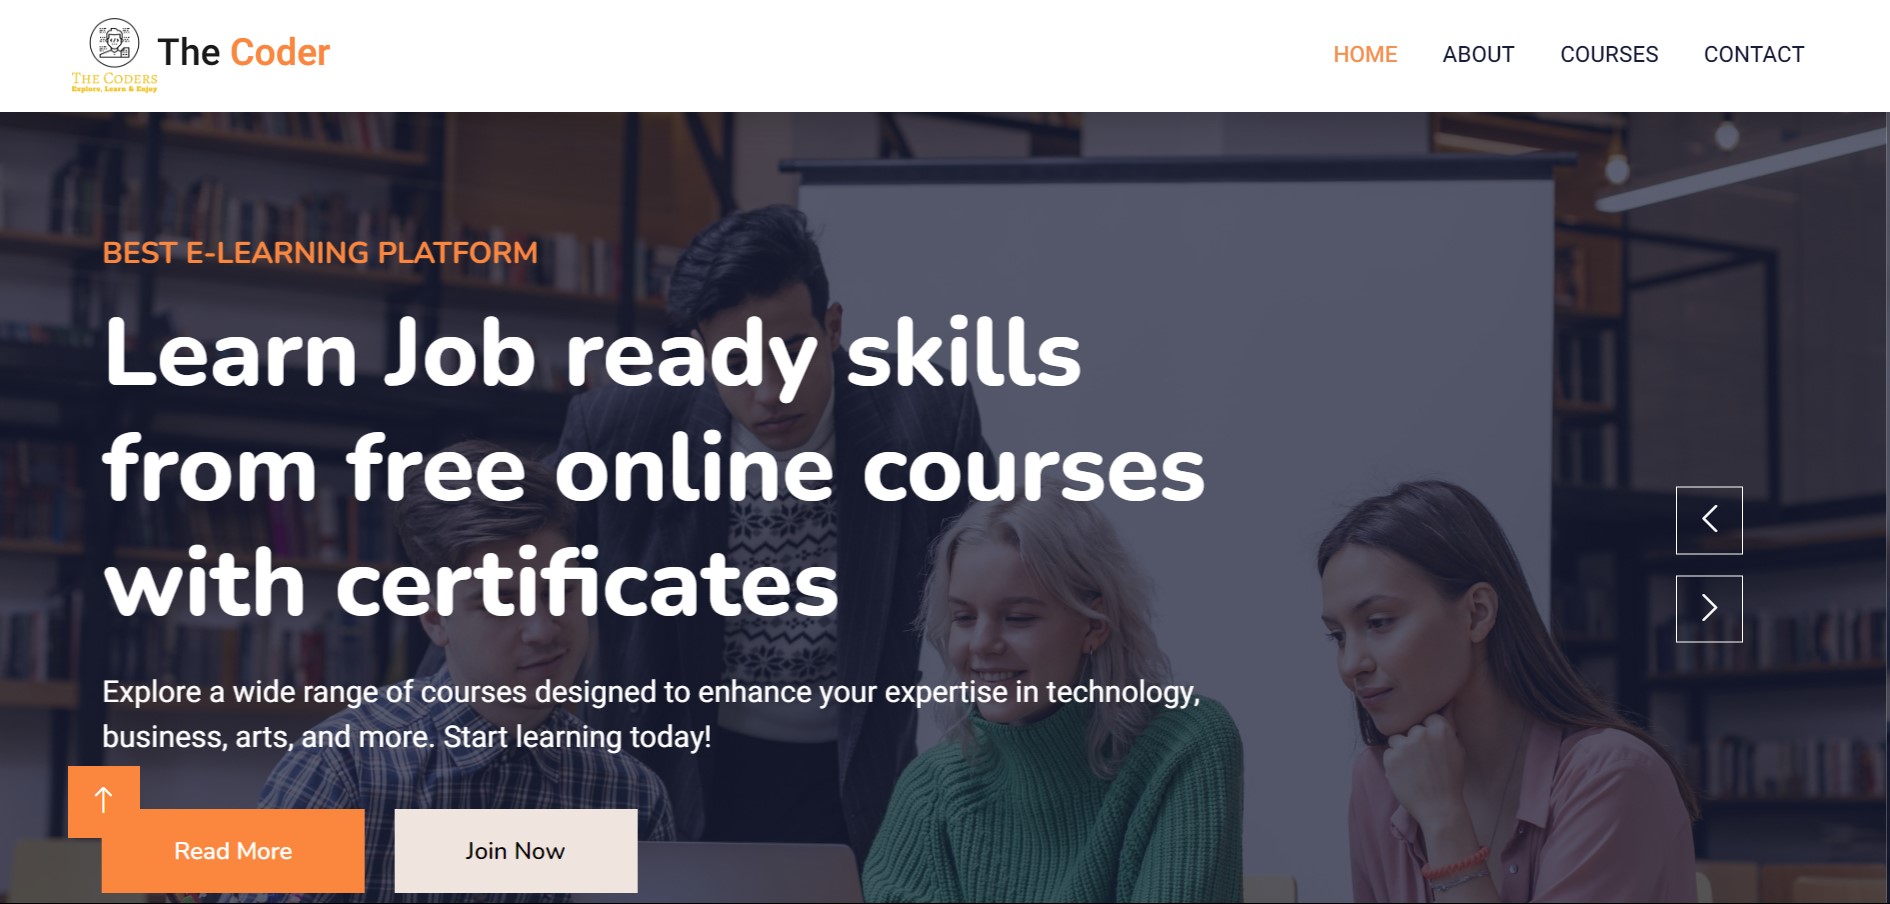 THE CODERS
Explore, Learn & Enjoy
The Coder
HOME ABOUT COURSES CONTACT
BEST E-LEARNING PLATFORM
Learn Job ready skills
from free online courses
with certificates
Explore a wide range of courses designed to enhance your expertise in technology,
business, arts, and more. Start learning today!
Read More
Join Now